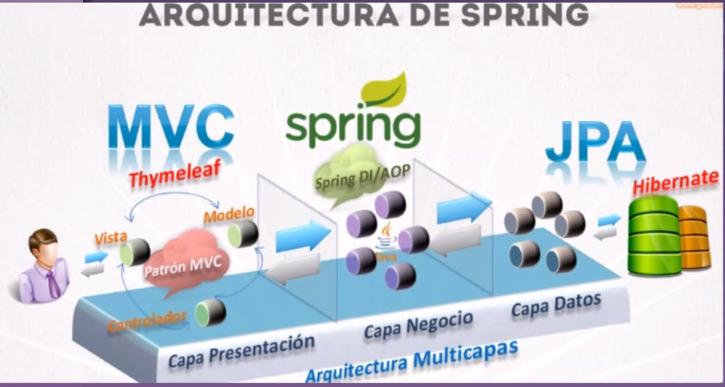 ARQUITECTURA DE SPRING
MVC
spring
JPA
Thymeleaf
Spring DI/AOP
Hibernate
Modelo
Vista
Patrón MVC
Java
Controlador
Capa Presentación
Capa Negocio
Capa Datos
Arquitectura Multicapas